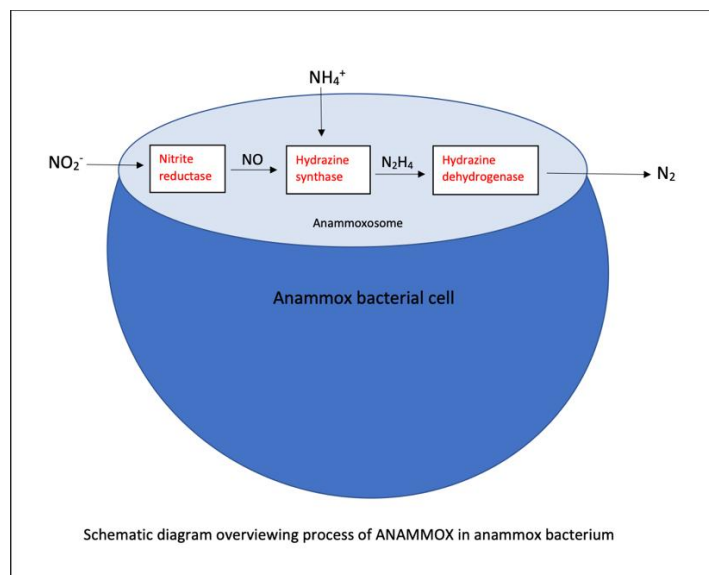 NH₄⁺
NO₂⁻
Nitrite
reductase
NO
Hydrazine
synthase
N₂H₄
Hydrazine
dehydrogenase
N₂
Anammoxosome
Anammox bacterial cell
Schematic diagram overviewing process of ANAMMOX in anammox bacterium